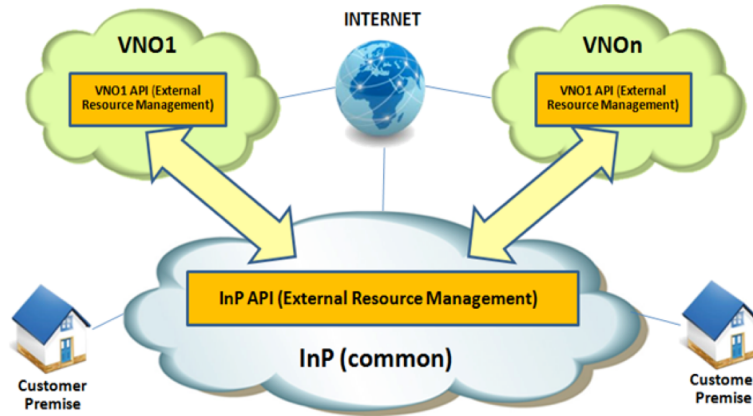 INTERNET
VNO1
VNO1 API (External
Resource Management)
VNOn
VNO1 API (External
Resource Management)
InP API (External Resource Management)
InP (common)
Customer
Premise
Customer
Premise